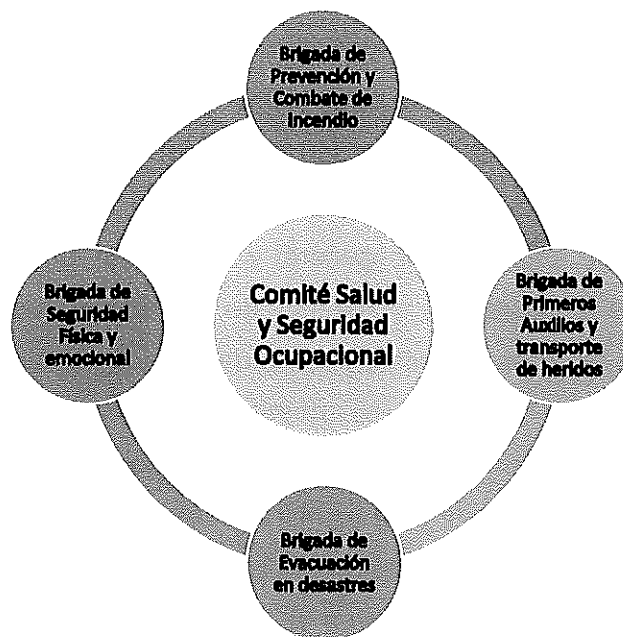 Brigada de
Prevención y
Combate de
Incendio
Brigada de
Seguridad
Física y
emocional
Comité Salud
y Seguridad
Ocupacional
Brigada de
Primeros
Auxilios y
transporte
de heridos
Brigada de
Evacuación
en desastres